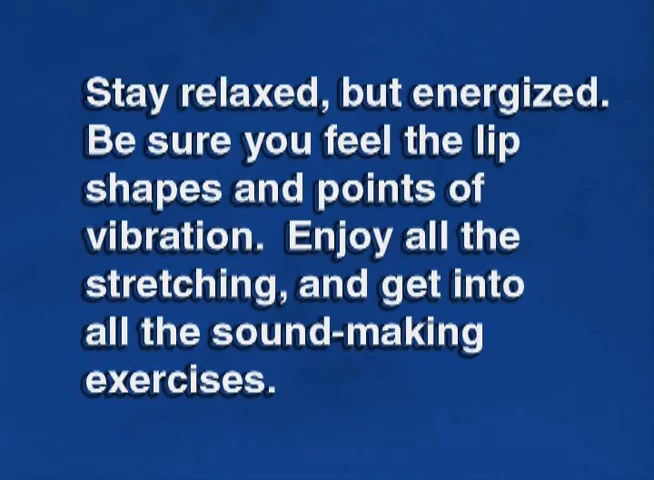 Stay relaxed, but energized.
Be sure you feel the lip
shapes and points of
vibration.  Enjoy all the
stretching, and get into
all the sound-making
exercises.